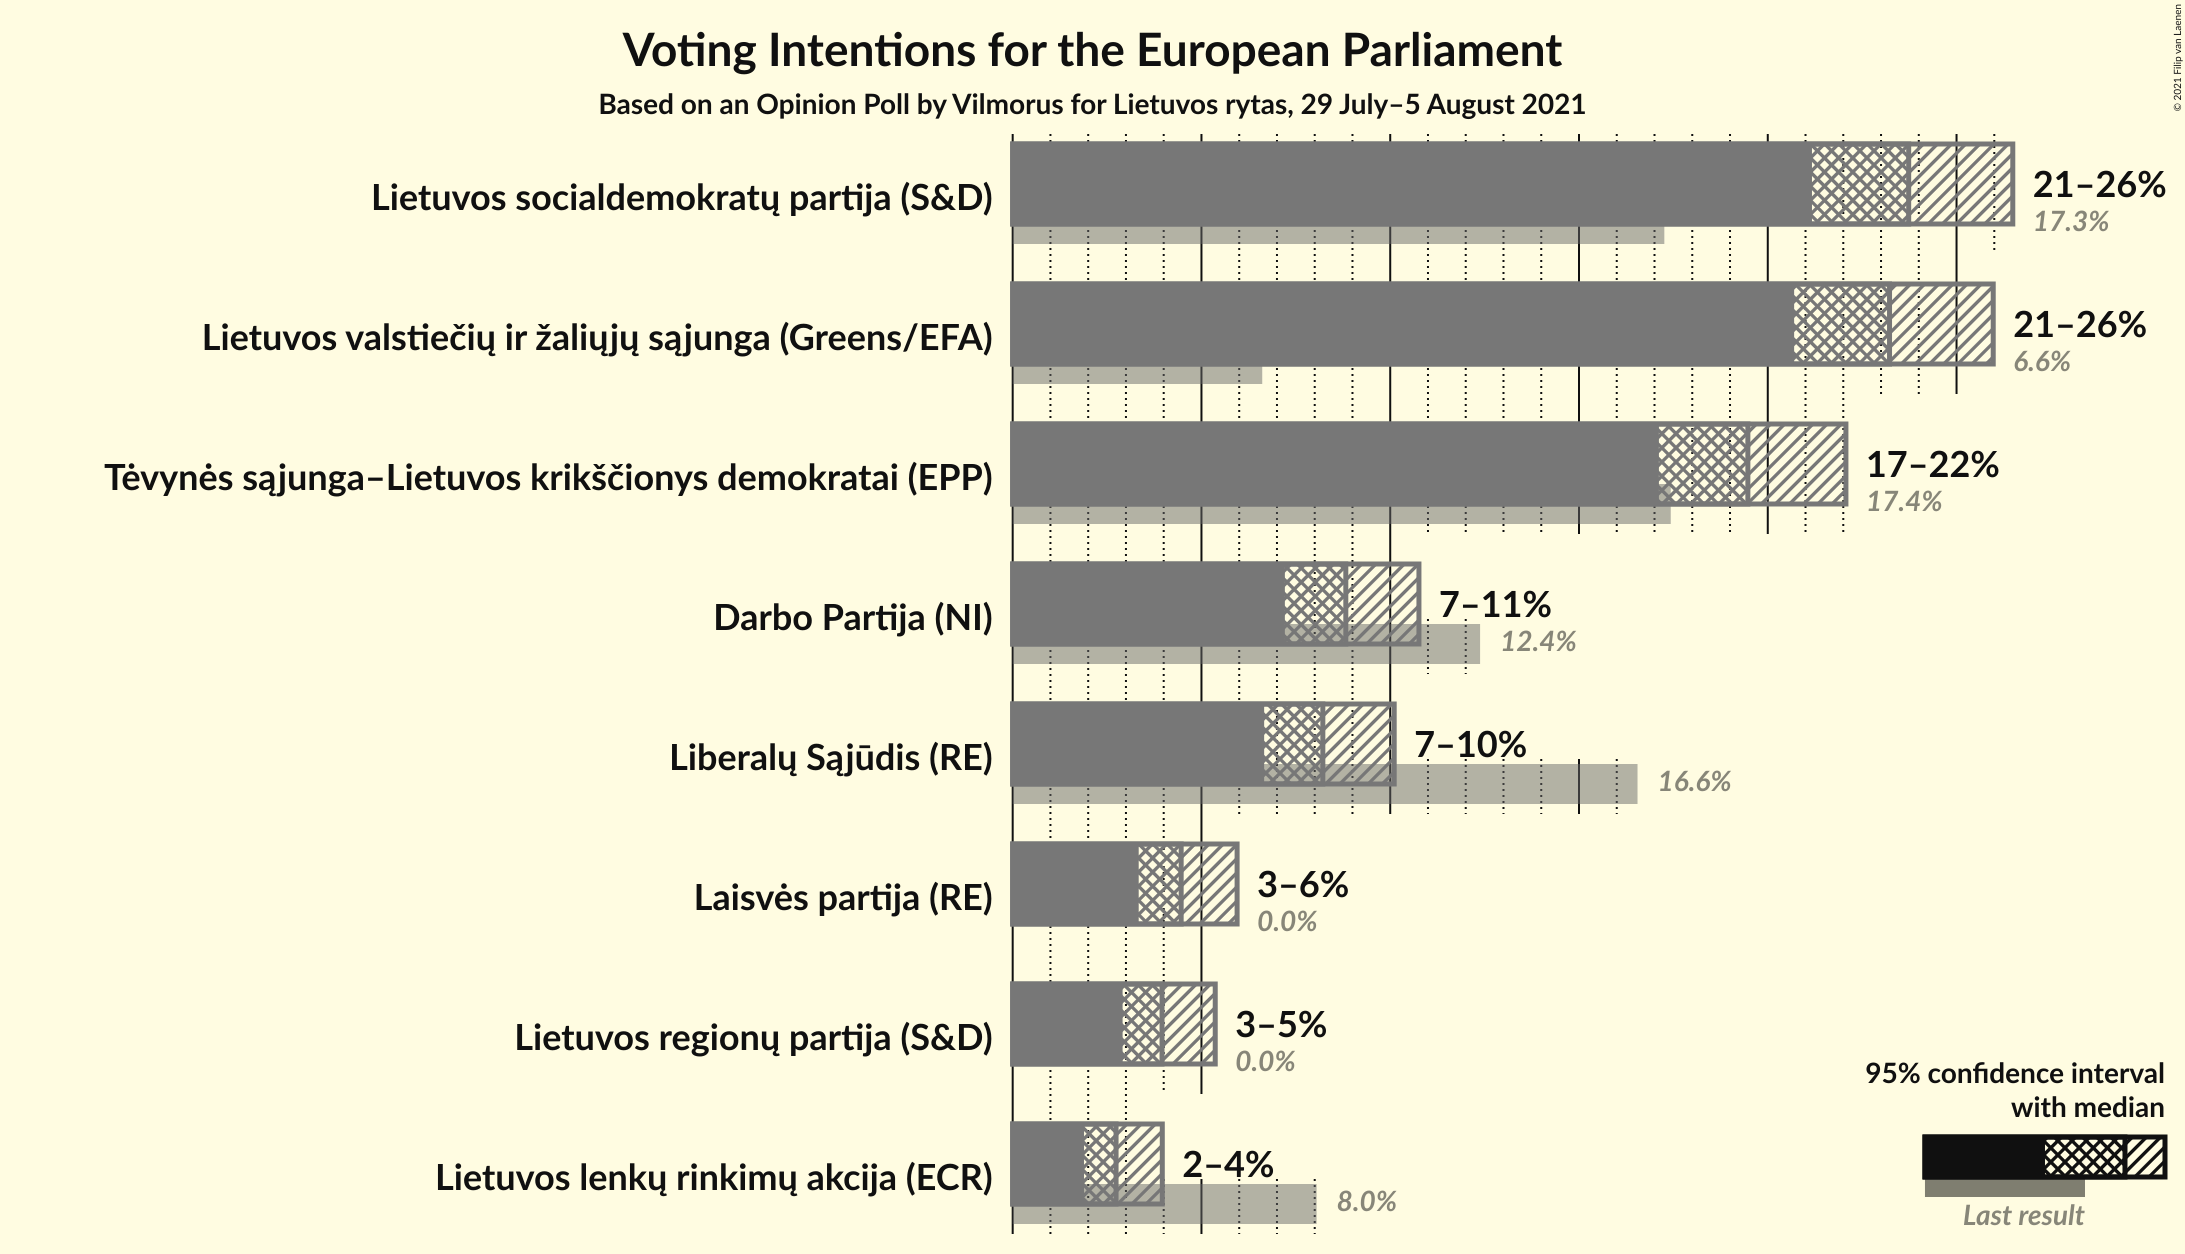 Voting Intentions for the European Parliament
Based on an Opinion Poll by Vilmorus for Lietuvos rytas, 29 July–5 August 2021
© 2021 Filip van Laenen
Lietuvos socialdemokratų partija (S&D)
21–26%
17.3%
Lietuvos valstiečių ir žaliųjų sąjunga (Greens/EFA)
21–26%
6.6%
Tėvynės sąjunga–Lietuvos krikščionys demokratai (EPP)
17–22%
17.4%
Darbo Partija (NI)
7–11%
12.4%
Liberalų Sąjūdis (RE)
7–10%
16.6%
Laisvės partija (RE)
3–6%
0.0%
Lietuvos regionų partija (S&D)
3–5%
0.0%
Lietuvos lenkų rinkimų akcija (ECR)
2–4%
8.0%
95% confidence interval
with median
Last result